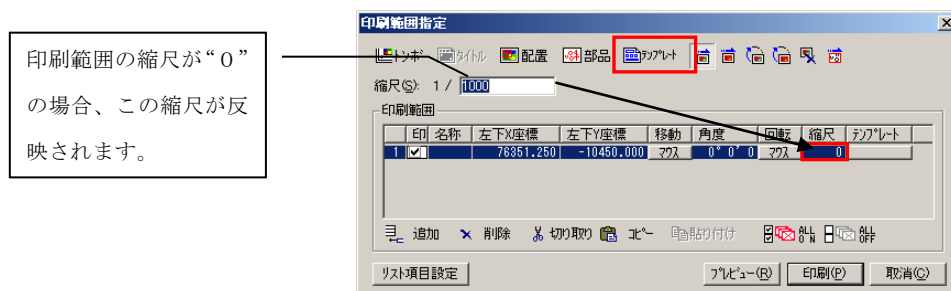 印刷範囲の縮尺が“0”
の場合、この縮尺が反
映されます。
印刷範囲指定
トンボ タイトル 配置 部品 テンプレート
縮尺(S): 1 / 1000
印刷範囲
印 名称 左下X座標 左下Y座標 移動 角度 回転 縮尺 テンプレート
1 76351.250 -10450.000 マウス 0° 0' 0 マウス 0
追加 削除 切り取り コピー 貼り付け ALL ON ALL OFF
リスト項目設定 プレビュー(R) 印刷(P) 取消(C)